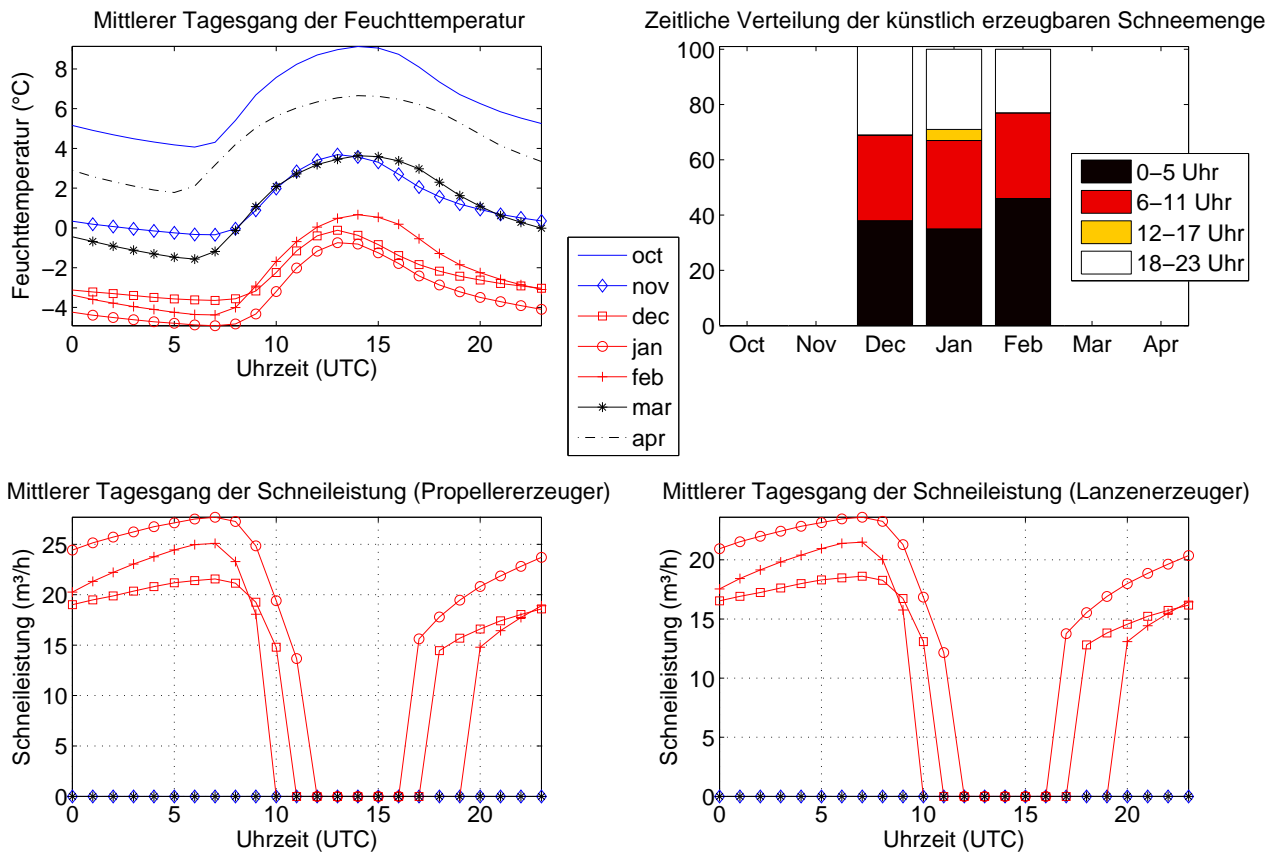 Mittlerer Tagesgang der Feuchttemperatur
Feuchttemperatur (°C)
8
6
4
2
0
−2
−4
0
5
10
15
20
Uhrzeit (UTC)
oct
nov
dec
jan
feb
mar
apr
Zeitliche Verteilung der künstlich erzeugbaren Schneemenge
100
80
60
40
20
0
Oct
Nov
Dec
Jan
Feb
Mar
Apr
0−5 Uhr
6−11 Uhr
12−17 Uhr
18−23 Uhr
Mittlerer Tagesgang der Schneileistung (Propellererzeuger)
Schneileistung (m³/h)
25
20
15
10
5
0
0
5
10
15
20
Uhrzeit (UTC)
Mittlerer Tagesgang der Schneileistung (Lanzenerzeuger)
Schneileistung (m³/h)
20
15
10
5
0
0
5
10
15
20
Uhrzeit (UTC)